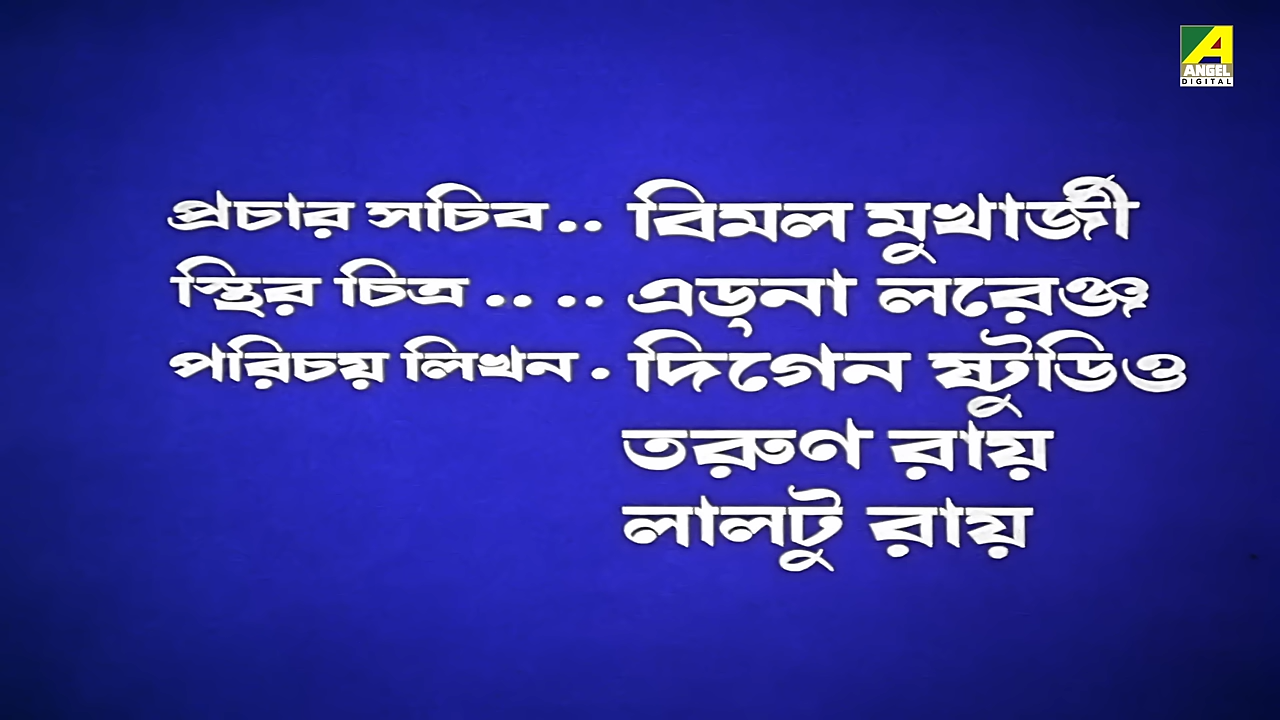 ANGEL
DIGITAL
প্রচার সচিব .. বিমল মুখার্জী
স্থির চিত্র .. .. এড্না লরেঞ্জ
পরিচয় লিখন . দিগেন ষ্টুডিও
তরুণ রায়
লালটু রায়